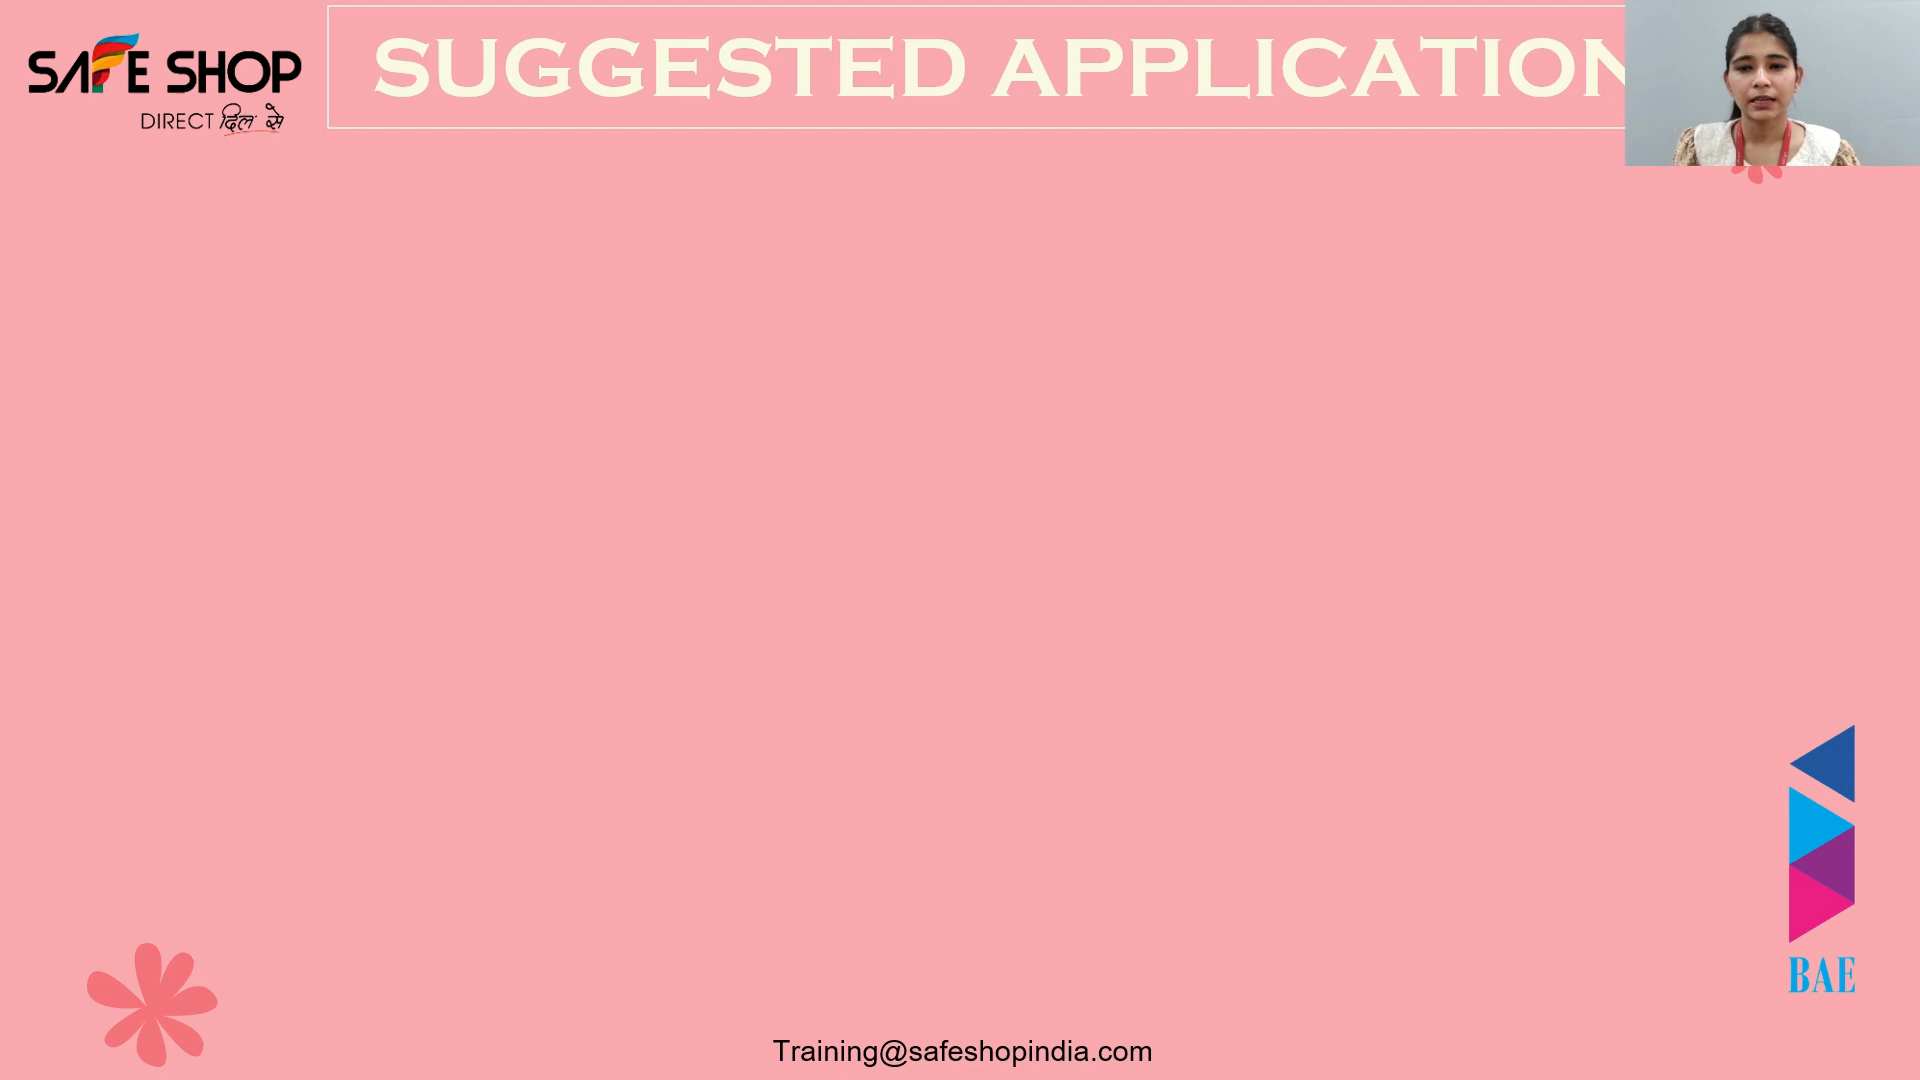 SAFE SHOP
DIRECT दिल से
SUGGESTED APPLICATION
BAE
Training@safeshopindia.com